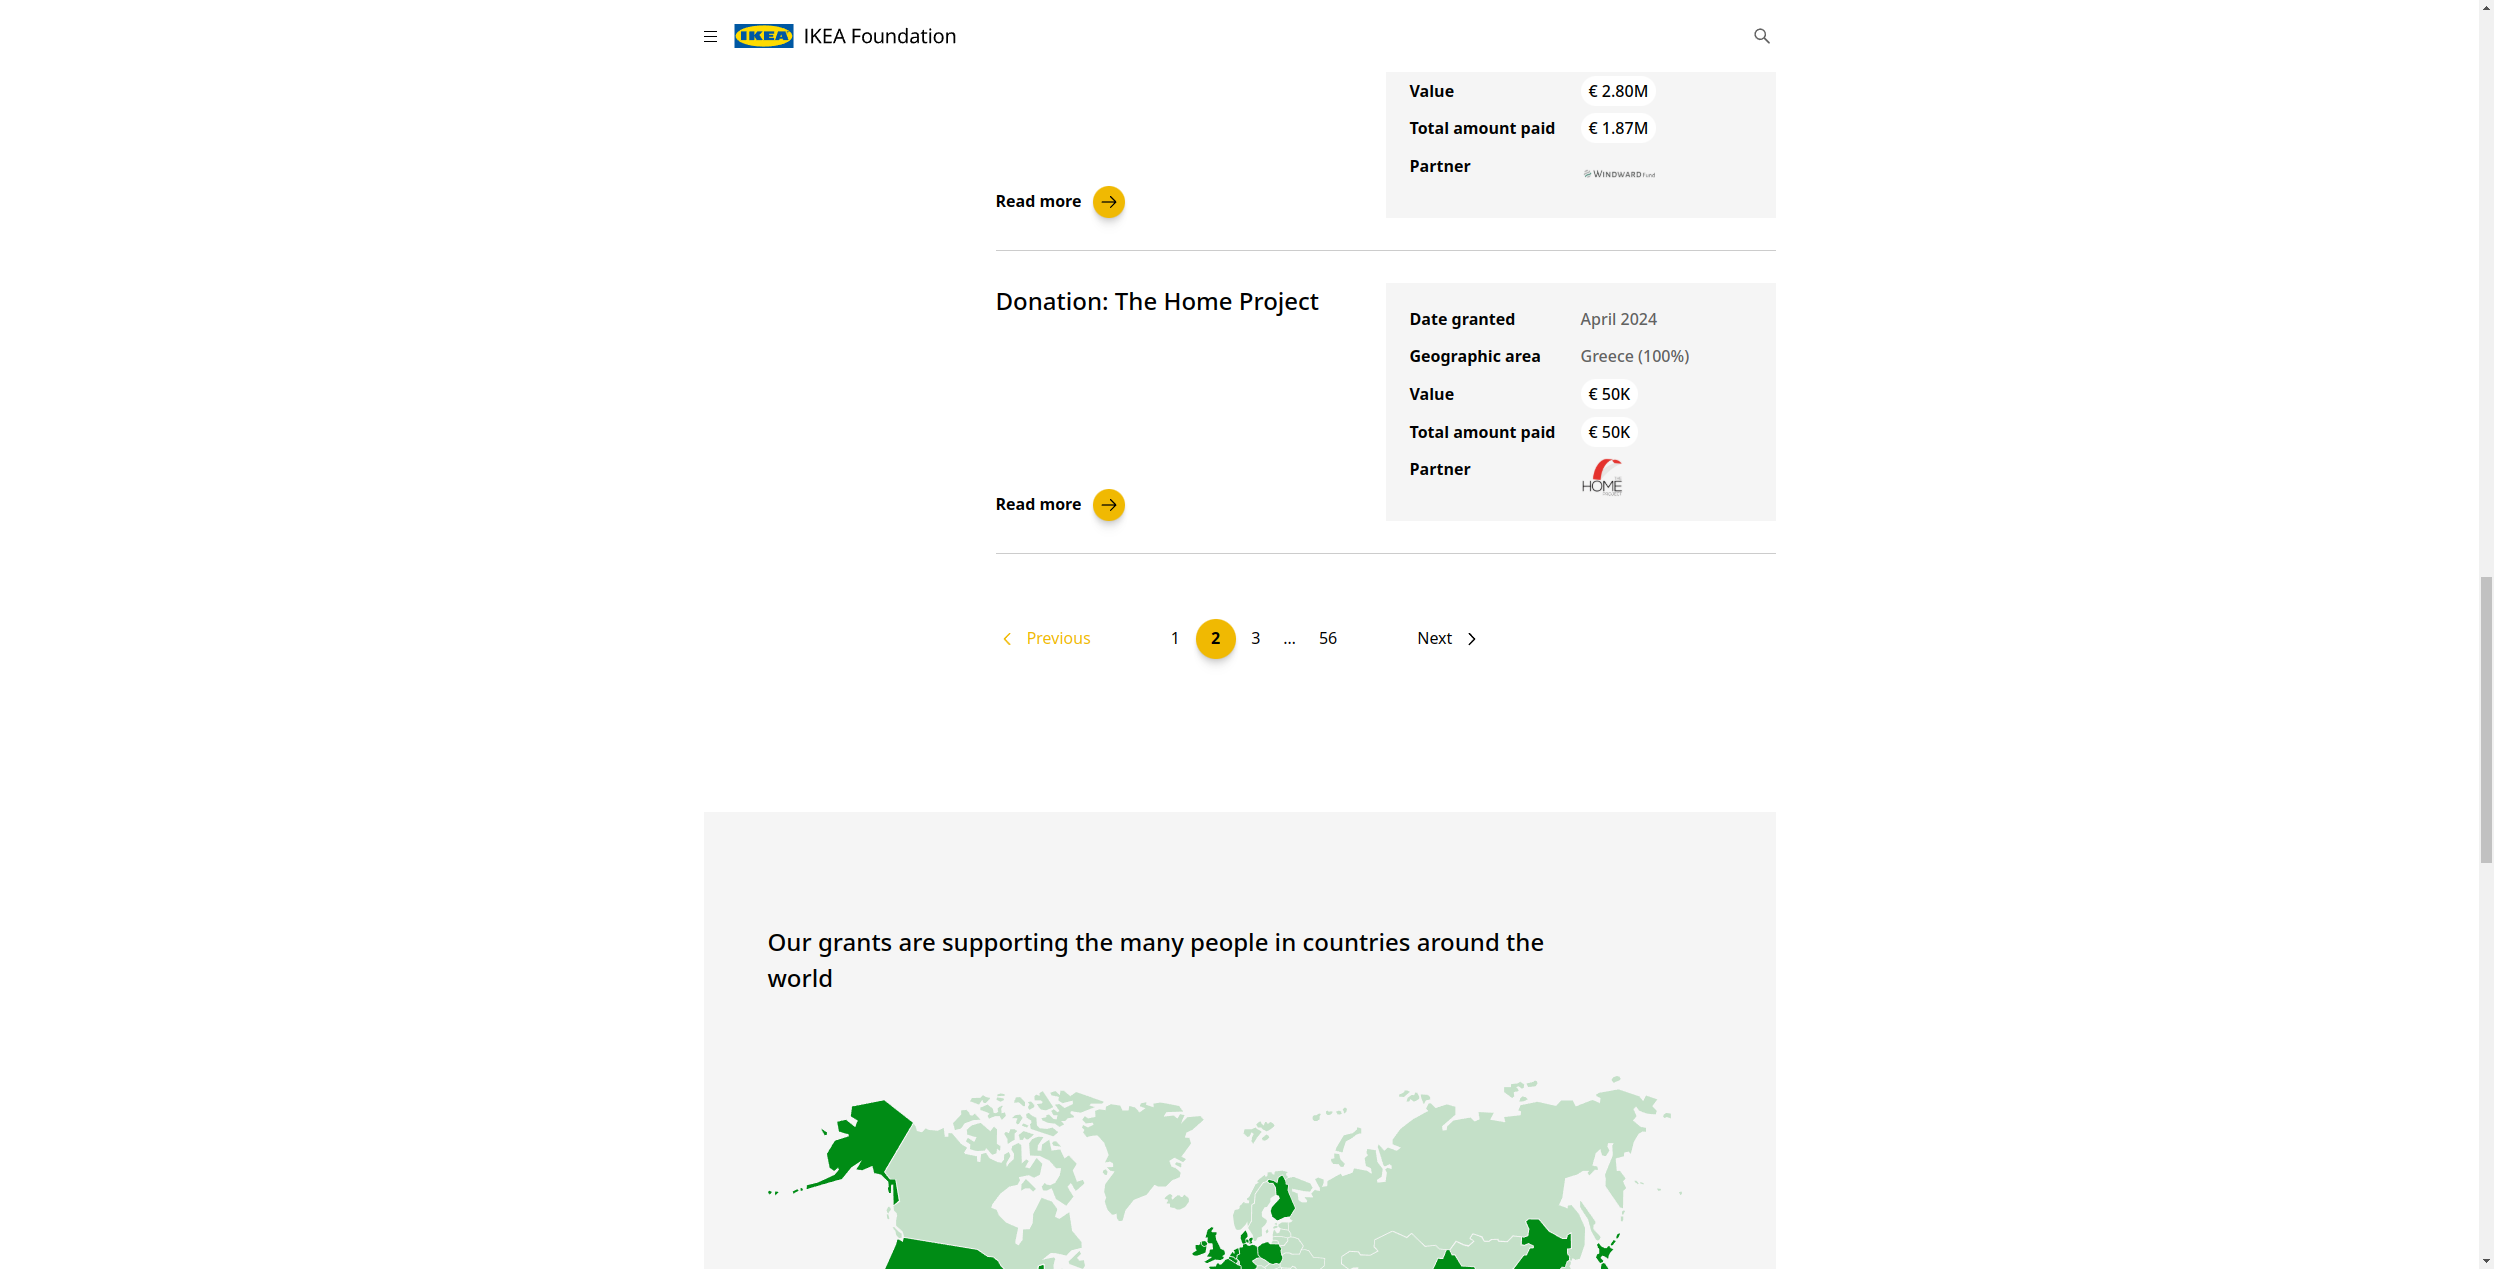 IKEA IKEA Foundation
Value € 2.80M
Total amount paid € 1.87M
Partner WINDWARD Fund
Read more
Donation: The Home Project
Date granted April 2024
Geographic area Greece (100%)
Value € 50K
Total amount paid € 50K
Partner THE HOME PROJECT
Read more
Previous 1 2 3 ... 56 Next
Our grants are supporting the many people in countries around the
world